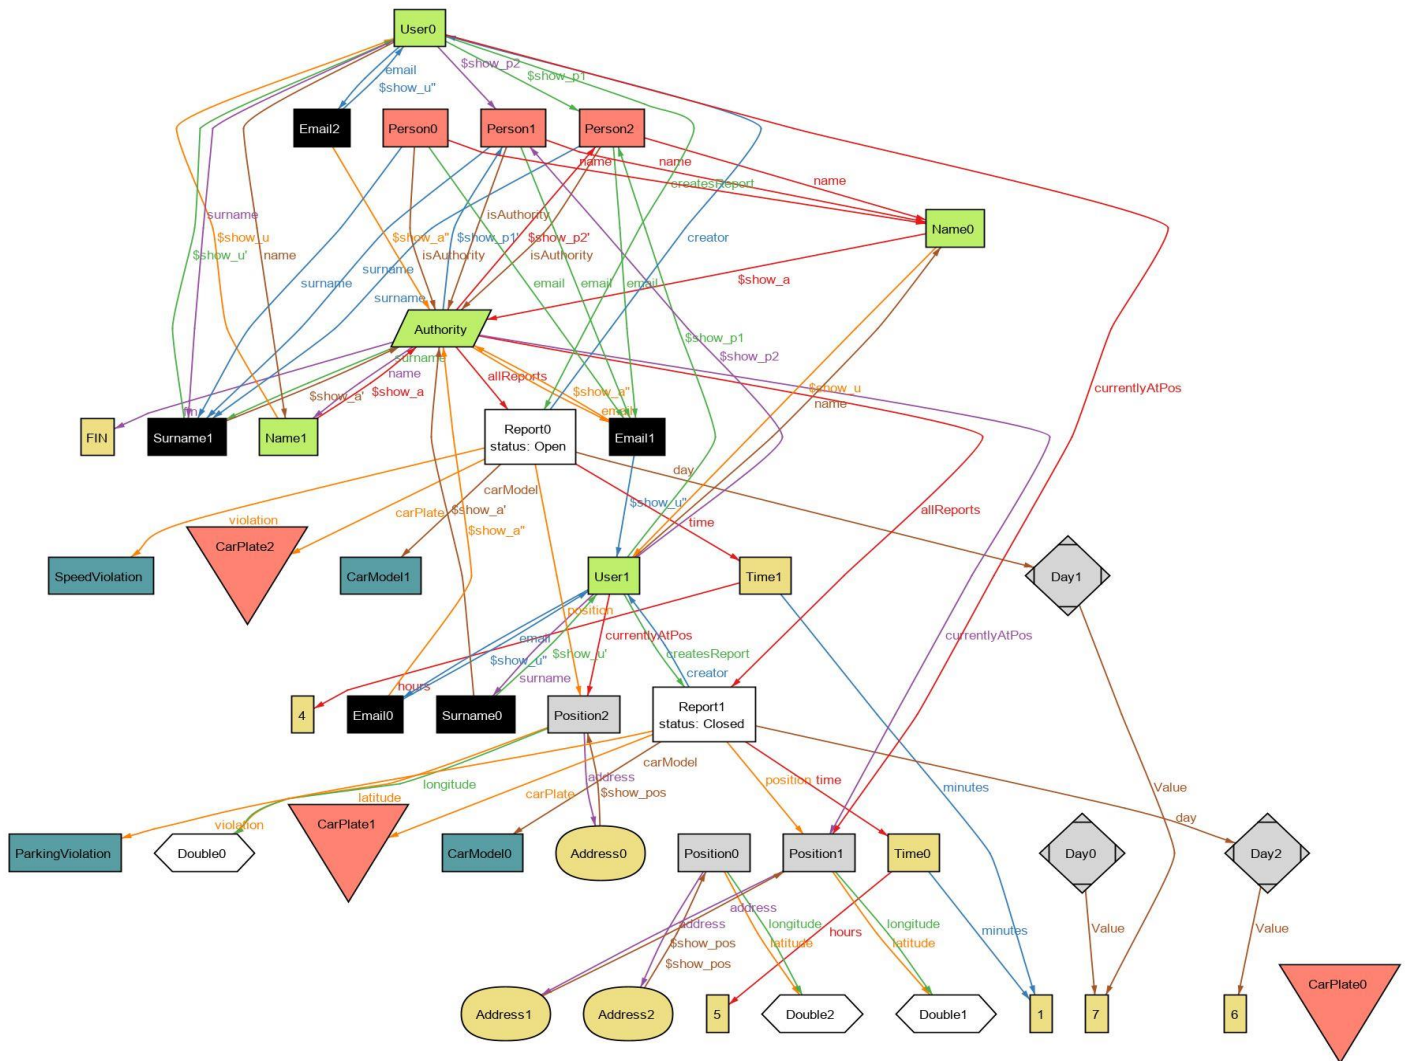 User0
email
$show_u"
$show_p2
$show_p1
Email2
Person0
Person1
Person2
name
name
name
createsReport
surname
$show_u
$show_u'
name
$show_a"
isAuthority
isAuthority
$show_p1'
$show_p2'
isAuthority
creator
Name0
surname
surname
surname
email
email
email
$show_a
Authority
surname
name
$show_a'
$show_a
allReports
$show_a"
email
$show_p1
$show_p2
$show_u
name
currentlyAtPos
FIN
Surname1
Name1
Report0
status: Open
Email1
violation
carPlate
carModel
$show_a'
$show_a"
day
$show_u"
time
allReports
SpeedViolation
CarPlate2
CarModel1
User1
Time1
Day1
position
currentlyAtPos
email
$show_u"
$show_u'
surname
createsReport
creator
currentlyAtPos
hours
4
Email0
Surname0
Position2
Report1
status: Closed
longitude
latitude
violation
carPlate
carModel
address
$show_pos
position
time
minutes
Value
day
ParkingViolation
Double0
CarPlate1
CarModel0
Address0
Position0
Position1
Time0
Day0
Day2
address
address
$show_pos
$show_pos
longitude
latitude
hours
longitude
latitude
minutes
Value
Value
Address1
Address2
5
Double2
Double1
1
7
6
CarPlate0